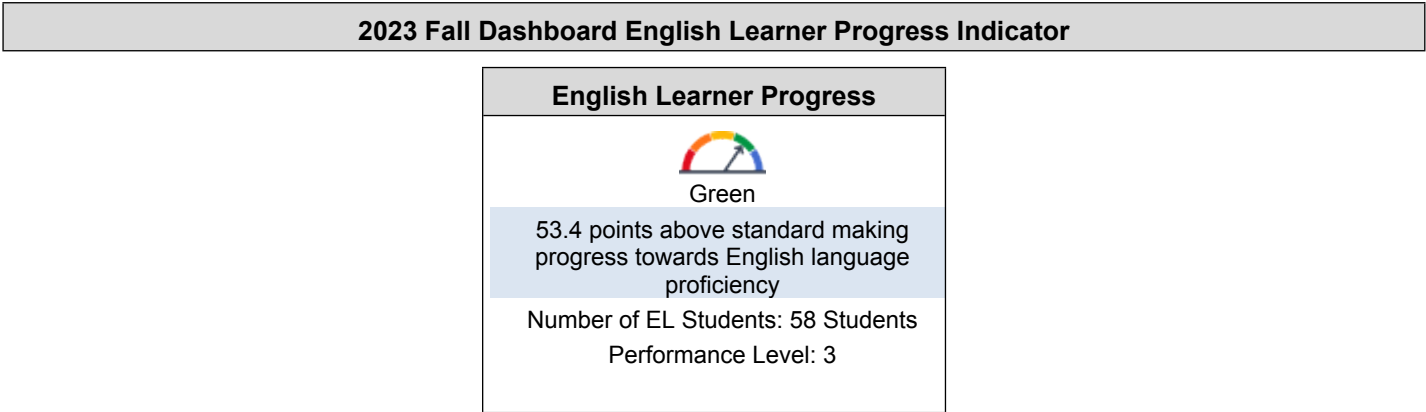 2023 Fall Dashboard English Learner Progress Indicator
English Learner Progress
Green
53.4 points above standard making
progress towards English language
proficiency
Number of EL Students: 58 Students
Performance Level: 3